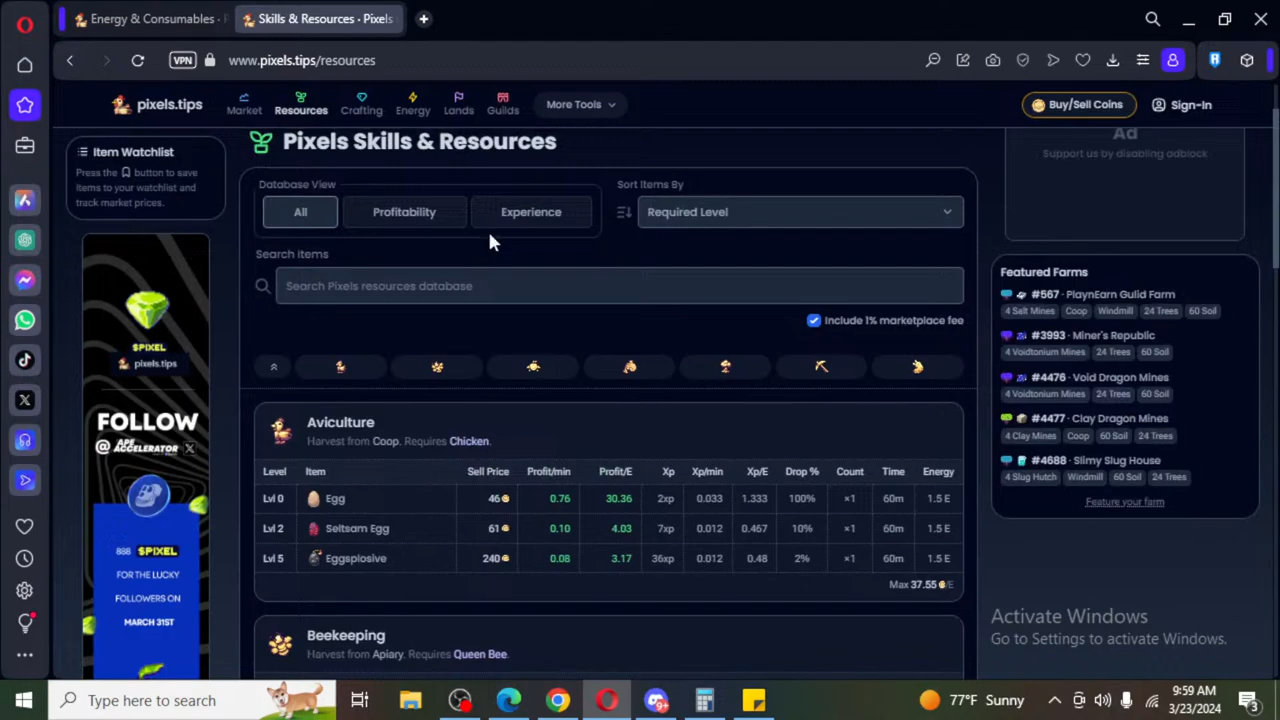 Energy & Consumables · P
Skills & Resources · Pixels
VPN
www.pixels.tips/resources
pixels.tips
Market
Resources
Crafting
Energy
Lands
Guilds
More Tools
Buy/Sell Coins
Sign-In
Item Watchlist
Press the button to save
items to your watchlist and
track market prices.
$PIXEL
pixels.tips
FOLLOW
@ APE ACCELERATOR X
888 $PIXEL
FOR THE LUCKY
FOLLOWERS ON
MARCH 31ST
Pixels Skills & Resources
Database View
All
Profitability
Experience
Sort Items By
Required Level
Search Items
Search Pixels resources database
Include 1% marketplace fee
Aviculture
Harvest from Coop. Requires Chicken.
Level Item Sell Price Profit/min Profit/E Xp Xp/min Xp/E Drop % Count Time Energy
Lvl 0 Egg 46 0.76 30.36 2xp 0.033 1.333 100% ×1 60m 1.5 E
Lvl 2 Seltsam Egg 61 0.10 4.03 7xp 0.012 0.467 10% ×1 60m 1.5 E
Lvl 5 Eggsplosive 240 0.08 3.17 36xp 0.012 0.48 2% ×1 60m 1.5 E
Max 37.55 /E
Beekeeping
Harvest from Apiary. Requires Queen Bee.
Ad
Support us by disabling adblock
Featured Farms
#567 · PlaynEarn Guild Farm
4 Salt Mines Coop Windmill 24 Trees 60 Soil
#3993 · Miner's Republic
4 Voidtonium Mines 24 Trees 60 Soil
#4476 · Void Dragon Mines
4 Voidtonium Mines 24 Trees 60 Soil
#4477 · Clay Dragon Mines
4 Clay Mines Coop 60 Soil 24 Trees
#4688 · Slimy Slug House
4 Slug Hutch Windmill 60 Soil 24 Trees
Feature your farm
Activate Windows
Go to Settings to activate Windows.
Type here to search
9+
77°F Sunny
9:59 AM
3/23/2024
3